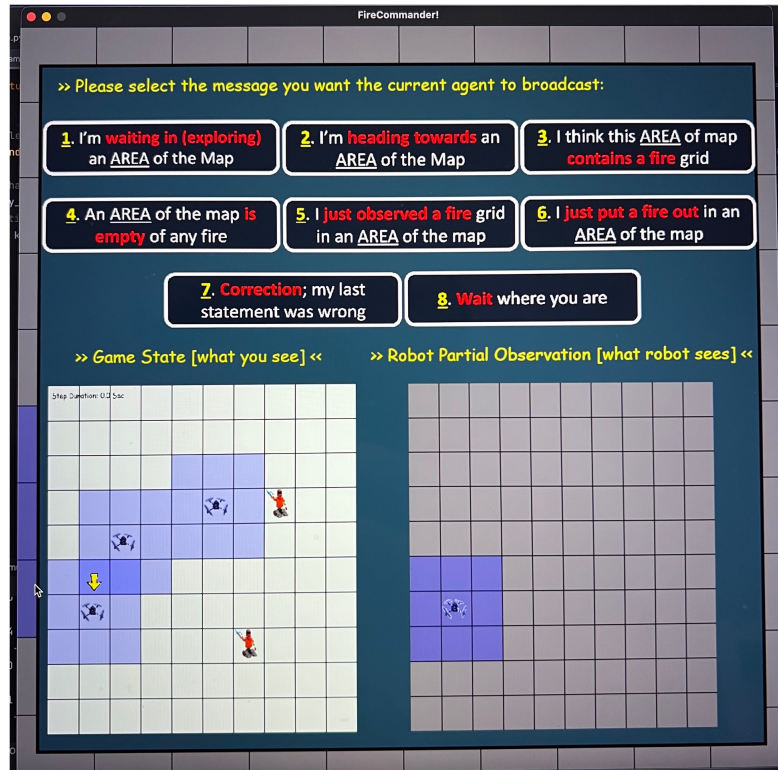 FireCommander!
>> Please select the message you want the current agent to broadcast:
1. I'm waiting in (exploring)
an AREA of the Map
2. I'm heading towards an
AREA of the Map
3. I think this AREA of map
contains a fire grid
4. An AREA of the map is
empty of any fire
5. I just observed a fire grid
in an AREA of the map
6. I just put a fire out in an
AREA of the map
7. Correction; my last
statement was wrong
8. Wait where you are
>> Game State [what you see] <<
>> Robot Partial Observation [what robot sees] <<
Step Duration: